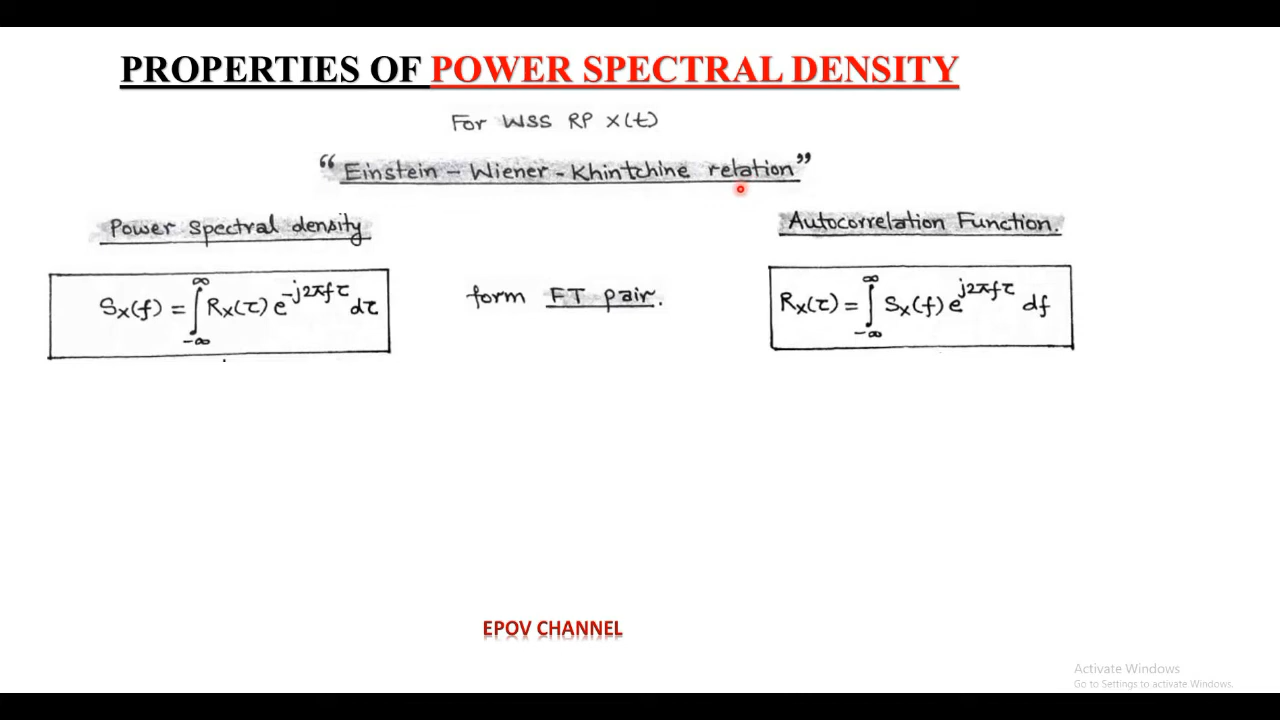 PROPERTIES OF POWER SPECTRAL DENSITY
For WSS RP X(t)
“Einstein – Wiener - Khintchine relation”
Power Spectral density
Autocorrelation Function.
Sx(f) = ∫_{-∞}^{∞} Rx(τ) e^{-j2πfτ} dτ
form FT pair.
Rx(τ) = ∫_{-∞}^{∞} Sx(f) e^{j2πfτ} df
EPOV CHANNEL
Activate Windows
Go to Settings to activate Windows.